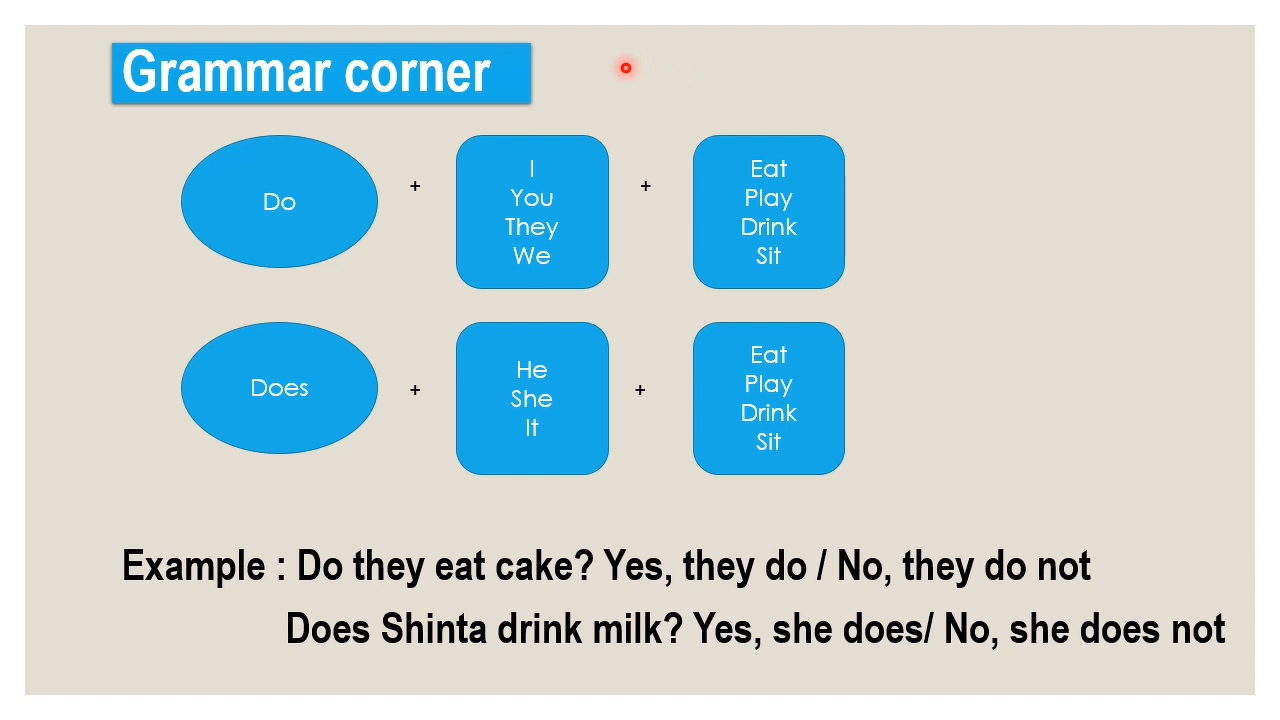 Grammar corner
Do
+
I
You
They
We
+
Eat
Play
Drink
Sit
Does
+
He
She
It
+
Eat
Play
Drink
Sit
Example : Do they eat cake? Yes, they do / No, they do not
Does Shinta drink milk? Yes, she does/ No, she does not